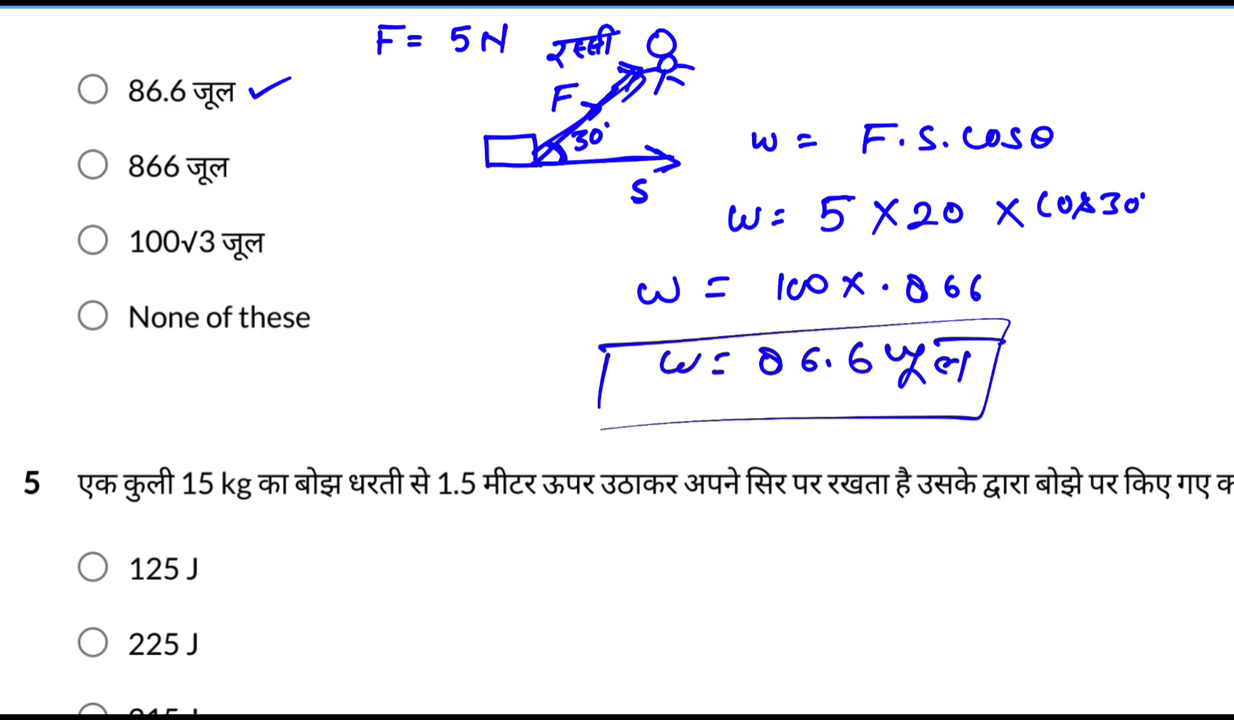 F = 5N रस्सी
86.6 जूल
F
30°
w = F.S.cosθ
866 जूल
S
w = 5 × 20 × cos30°
100√3 जूल
w = 100 × .866
None of these
w = 86.6 जूल
5 एक कुली 15 kg का बोझ धरती से 1.5 मीटर ऊपर उठाकर अपने सिर पर रखता है उसके द्वारा बोझे पर किए गए
125 J
225 J